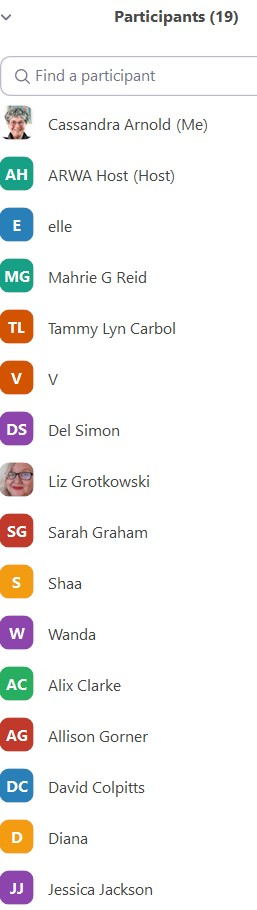 Participants (19)
Find a participant
Cassandra Arnold (Me)
AH ARWA Host (Host)
E elle
MG Mahrie G Reid
TL Tammy Lyn Carbol
V V
DS Del Simon
Liz Grotkowski
SG Sarah Graham
S Shaa
W Wanda
AC Alix Clarke
AG Allison Gorner
DC David Colpitts
D Diana
JJ Jessica Jackson